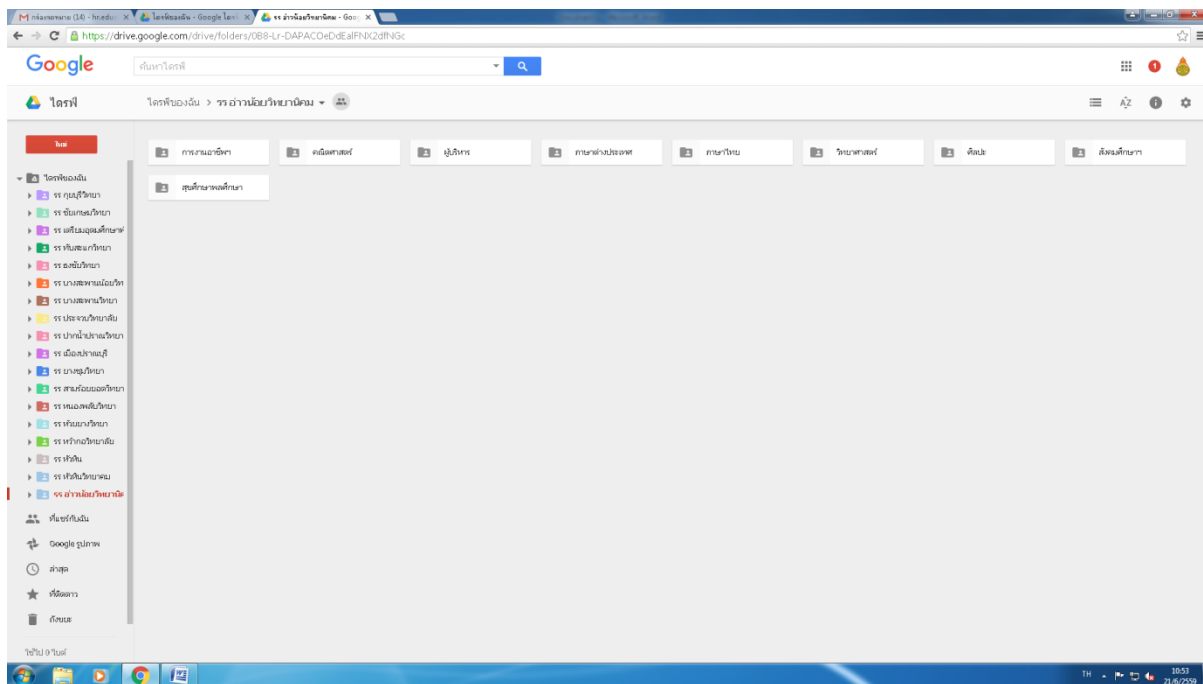 กล่องจดหมาย (14) - hr.edu
ไดรฟ์ของฉัน - Google ไดร
รร อ่าวน้อยวิทยานิคม - Goo
https://drive.google.com/drive/folders/0B8-Lr-DAPACOeDdEalFNX2dfNGc
Google
ค้นหาไดรฟ์
1
ไดรฟ์
ไดรฟ์ของฉัน > รร อ่าวน้อยวิทยานิคม
AZ
ใหม่
การงานอาชีพฯ
คณิตศาสตร์
ผู้บริหาร
ภาษาต่างประเทศ
ภาษาไทย
วิทยาศาสตร์
ศิลปะ
สังคมศึกษาฯ
สุขศึกษาพลศึกษา
ไดรฟ์ของฉัน
รร กุยบุรีวิทยา
รร ชัยเกษมวิทยา
รร เตรียมอุดมศึกษาพ
รร ทับสะแกวิทยา
รร ธงชัยวิทยา
รร บางสะพานน้อยวิท
รร บางสะพานวิทยา
รร ประจวบวิทยาลัย
รร ปากน้ำปราณวิทยา
รร เมืองปราณบุรี
รร ยางชุมวิทยา
รร สามร้อยยอดวิทยา
รร หนองพลับวิทยา
รร ห้วยยางวิทยา
รร หว้ากอวิทยาลัย
รร หัวหิน
รร หัวหินวิทยาคม
รร อ่าวน้อยวิทยานิค
ที่แชร์กับฉัน
Google รูปภาพ
ล่าสุด
ที่ติดดาว
ถังขยะ
ใช้ไป 0 ไบต์
TH
10:53
21/6/2559